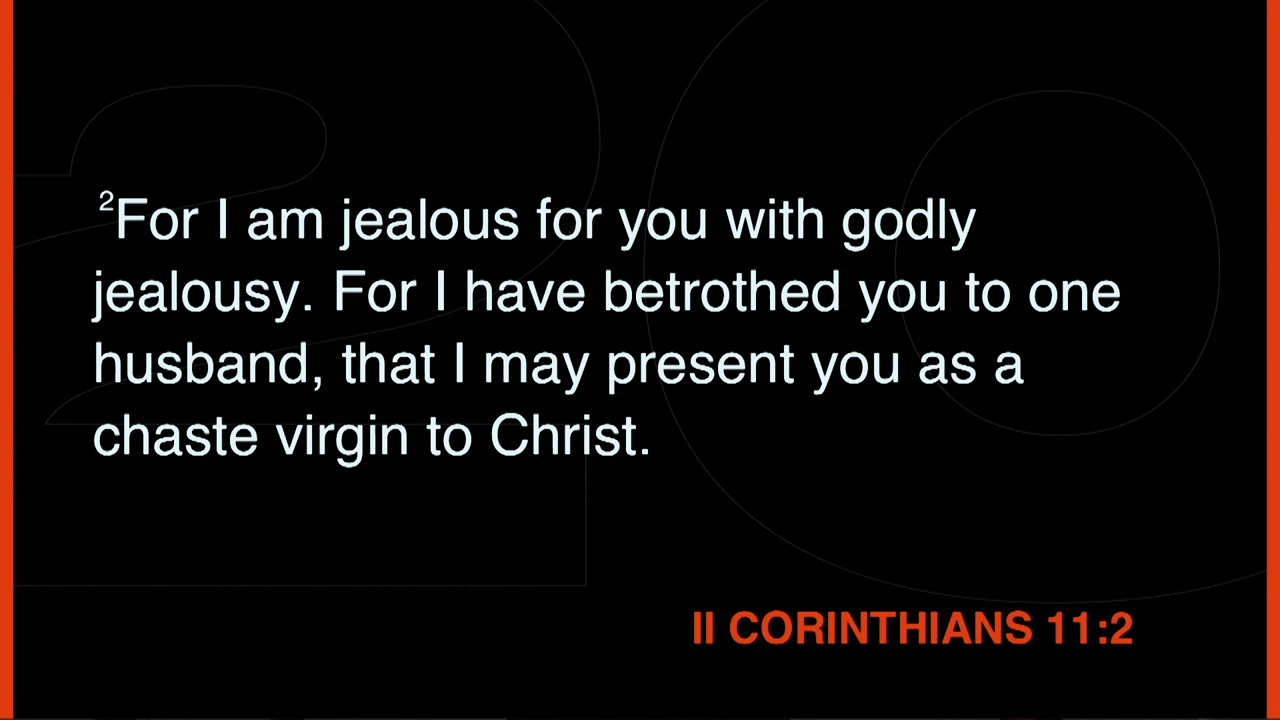 ²For I am jealous for you with godly
jealousy. For I have betrothed you to one
husband, that I may present you as a
chaste virgin to Christ.
II CORINTHIANS 11:2